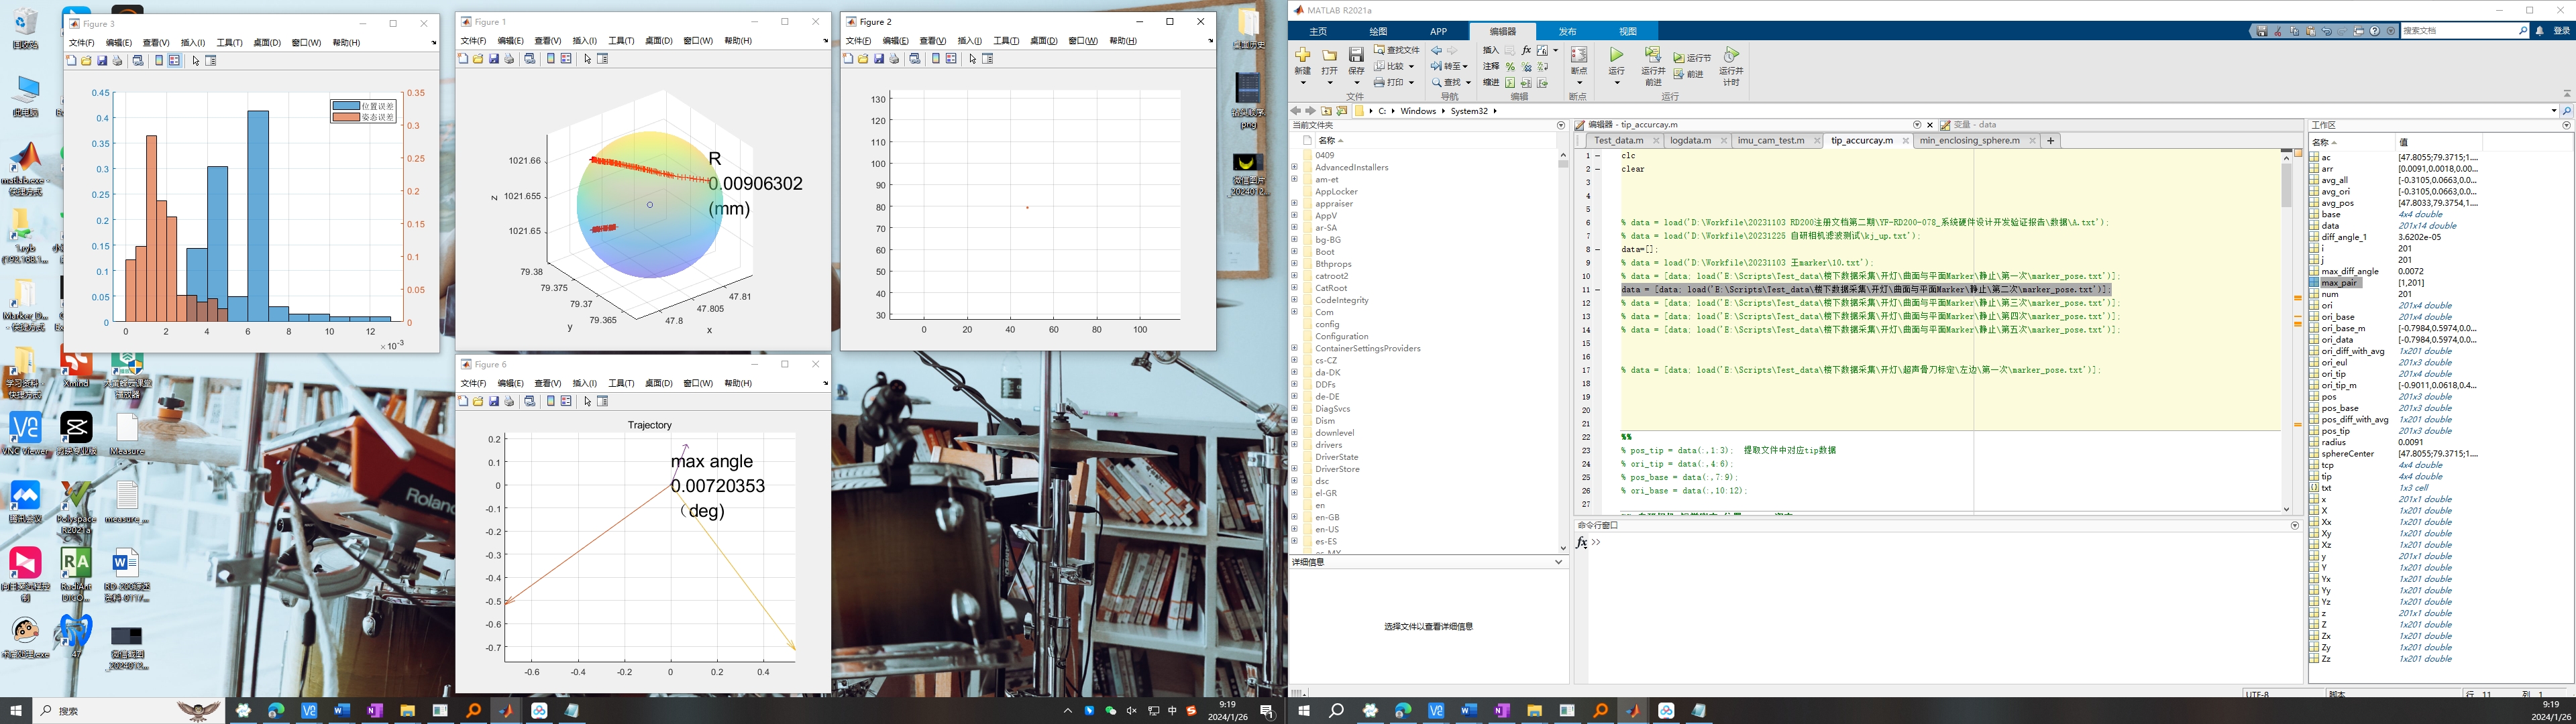 Figure 3
文件(F) 编辑(E) 查看(V) 插入(I) 工具(T) 桌面(D) 窗口(W) 帮助(H)
位置误差
姿态误差
0.45
0.4
0.35
0.3
0.25
0.2
0.15
0.1
0.05
0
0.35
0.3
0.25
0.2
0.15
0.1
0.05
0
0 2 4 6 8 10 12
×10-3
Figure 1
文件(F) 编辑(E) 查看(V) 插入(I) 工具(T) 桌面(D) 窗口(W) 帮助(H)
R
0.00906302
(mm)
1021.66
1021.655
1021.65
z
79.38
79.375
79.37
79.365
y
47.8
47.805
47.81
x
Figure 2
文件(F) 编辑(E) 查看(V) 插入(I) 工具(T) 桌面(D) 窗口(W) 帮助(H)
130
120
110
100
90
80
70
60
50
40
30
0 20 40 60 80 100
Figure 6
文件(F) 编辑(E) 查看(V) 插入(I) 工具(T) 桌面(D) 窗口(W) 帮助(H)
Trajectory
max angle
0.00720353
(deg)
0.2
0.1
0
-0.1
-0.2
-0.3
-0.4
-0.5
-0.6
-0.7
-0.6 -0.4 -0.2 0 0.2 0.4
回收站
此电脑
VNC Viewer
Xmind
Measure
腾讯会议
Polyspace R2021a
measure_...
RadiAnt DICO...
47
搜索
中
9:19
2024/1/26
MATLAB R2021a
主页 绘图 APP 编辑器 发布 视图
搜索文档
登录
新建 打开 保存 查找文件 比较 打印
文件
转至 查找
导航
插入 注释 缩进
编辑
断点
断点
运行 运行并前进 运行节 前进 运行并计时
运行
C: Windows System32
当前文件夹
名称
0409
AdvancedInstallers
am-et
AppLocker
appraiser
AppV
ar-SA
bg-BG
Boot
Bthprops
catroot2
CatRoot
CodeIntegrity
Com
config
Configuration
ContainerSettingsProviders
cs-CZ
da-DK
DDFs
de-DE
DiagSvcs
Dism
downlevel
drivers
DriverState
DriverStore
dsc
el-GR
en
en-GB
en-US
es-ES
es-MX
详细信息
选择文件以查看详细信息
编辑器 - tip_accurcay.m
变量 - data
Test_data.m logdata.m imu_cam_test.m tip_accurcay.m min_enclosing_sphere.m
1 clc
2 clear
3
4
5
6 % data = load('D:\Workfile\20231103 RD200注册文档第二期\YP-RD200-078_系统硬件设计开发验证报告\数据\A.txt');
7 % data = load('D:\Workfile\20231225 自研相机滤波测试\kj_up.txt');
8 data=[];
9 % data = load('D:\Workfile\20231103 王marker\10.txt');
10 % data = [data; load('E:\Scripts\Test_data\楼下数据采集\开灯\曲面与平面Marker\静止\第一次\marker_pose.txt')];
11 data = [data; load('E:\Scripts\Test_data\楼下数据采集\开灯\曲面与平面Marker\静止\第二次\marker_pose.txt')];
12 % data = [data; load('E:\Scripts\Test_data\楼下数据采集\开灯\曲面与平面Marker\静止\第三次\marker_pose.txt')];
13 % data = [data; load('E:\Scripts\Test_data\楼下数据采集\开灯\曲面与平面Marker\静止\第四次\marker_pose.txt')];
14 % data = [data; load('E:\Scripts\Test_data\楼下数据采集\开灯\曲面与平面Marker\静止\第五次\marker_pose.txt')];
15
16
17 % data = [data; load('E:\Scripts\Test_data\楼下数据采集\开灯\超声骨刀标定\左边\第一次\marker_pose.txt')];
18
19
20
21
22 %%
23 % pos_tip = data(:,1:3); 提取文件中对应tip数据
24 % ori_tip = data(:,4:6);
25 % pos_base = data(:,7:9);
26 % ori_base = data(:,10:12);
27
命令行窗口
fx >>
工作区
名称 值
ac [47.8055;79.3715;1....
arr [0.0091,0.0018,0.00...
avg_all [-0.3105,0.0663,0.0...
avg_ori [-0.3105,0.0663,0.0...
avg_pos [47.8033,79.3754,1...
base 4x4 double
data 201x14 double
diff_angle_1 3.6202e-05
i 201
j 201
max_diff_angle 0.0072
max_pair [1,201]
num 201
ori 201x4 double
ori_base 201x4 double
ori_base_m [-0.7984,0.5974,0.0...
ori_data [-0.7984,0.5974,0.0...
ori_diff_with_avg 1x201 double
ori_eul 201x3 double
ori_tip 201x4 double
ori_tip_m [-0.9011,0.0618,0.4...
pos 201x3 double
pos_base 201x3 double
pos_diff_with_avg 1x201 double
pos_tip 201x3 double
radius 0.0091
sphereCenter [47.8055;79.3715;1....
tcp 4x4 double
tip 4x4 double
txt 1x3 cell
x 201x1 double
X 1x201 double
Xx 1x201 double
Xy 1x201 double
Xz 1x201 double
y 201x1 double
Y 1x201 double
Yx 1x201 double
Yy 1x201 double
Yz 1x201 double
z 201x1 double
Z 1x201 double
Zx 1x201 double
Zy 1x201 double
Zz 1x201 double
UTF-8 脚本 行 11 列 1
9:19
2024/1/26